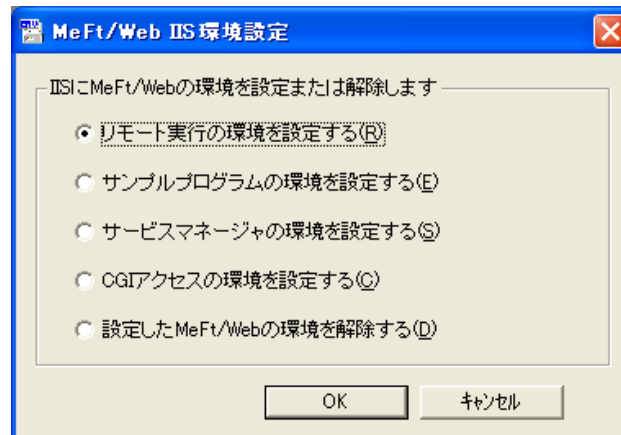 MeFt/Web IIS環境設定
IISにMeFt/Webの環境を設定または解除します
リモート実行の環境を設定する(R)
サンプルプログラムの環境を設定する(E)
サービスマネージャの環境を設定する(S)
CGIアクセスの環境を設定する(C)
設定したMeFt/Webの環境を解除する(D)
OK
キャンセル